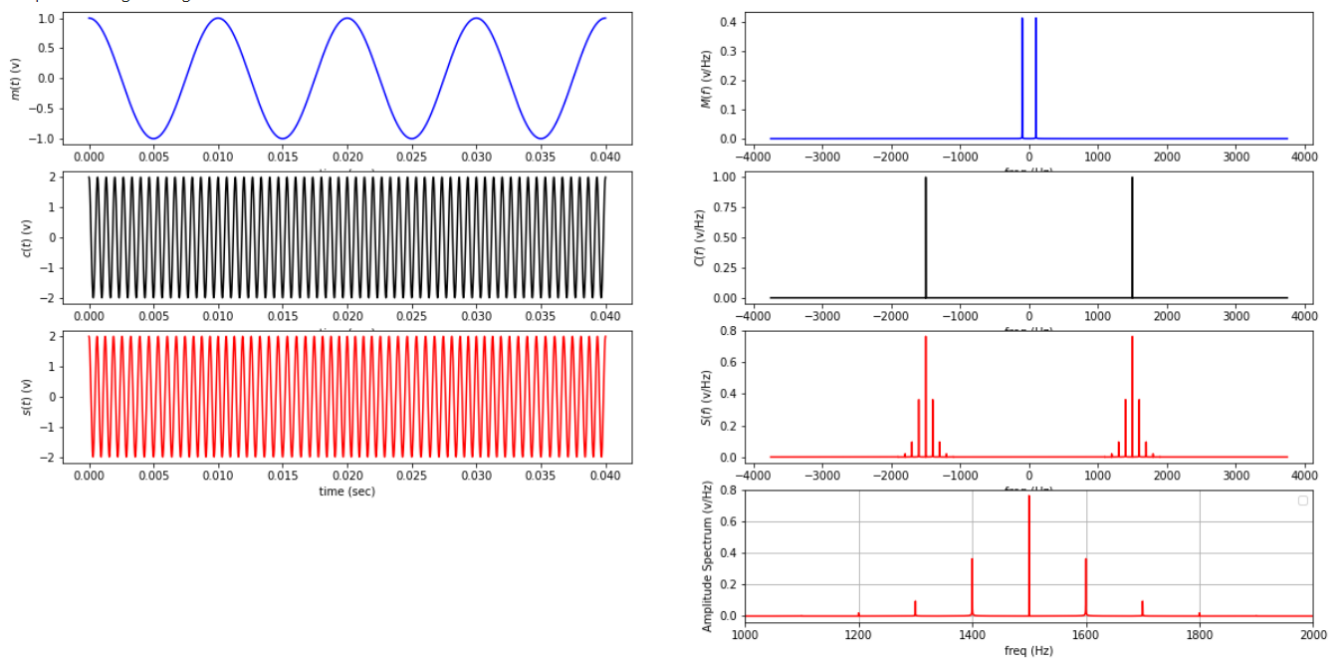 1.0
0.5
0.0
−0.5
−1.0
m(t) (v)
0.000 0.005 0.010 0.015 0.020 0.025 0.030 0.035 0.040
0.4
0.3
0.2
0.1
0.0
M(f) (v/Hz)
−4000 −3000 −2000 −1000 0 1000 2000 3000 4000
2
1
0
−1
−2
c(t) (v)
0.000 0.005 0.010 0.015 0.020 0.025 0.030 0.035 0.040
1.00
0.75
0.50
0.25
0.00
C(f) (v/Hz)
−4000 −3000 −2000 −1000 0 1000 2000 3000 4000
2
1
0
−1
−2
s(t) (v)
0.000 0.005 0.010 0.015 0.020 0.025 0.030 0.035 0.040
time (sec)
0.8
0.6
0.4
0.2
0.0
S(f) (v/Hz)
−4000 −3000 −2000 −1000 0 1000 2000 3000 4000
0.8
0.6
0.4
0.2
0.0
Amplitude Spectrum (v/Hz)
1000 1200 1400 1600 1800 2000
freq (Hz)